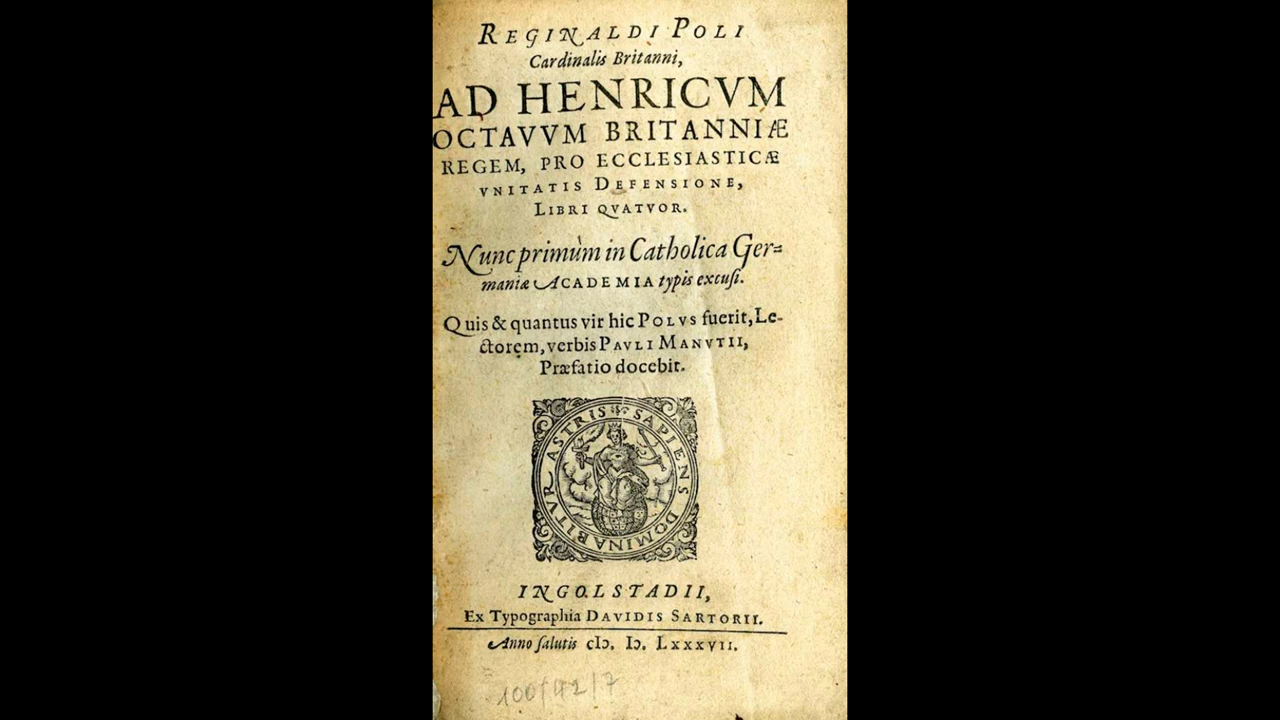 REGINALDI POLI
Cardinalis Britanni,
AD HENRICVM
OCTAVVM BRITANNIÆ
REGEM, PRO ECCLESIASTICÆ
VNITATIS DEFENSIONE,
LIBRI QVATVOR.
Nunc primùm in Catholica Ger=
maniæ ACADEMIA typis excusi.
Quis & quantus vir hic POLVS fuerit, Le-
ctorem, verbis PAVLI MANVTII,
Præfatio docebit.
SAPIENS DOMINABITVR ASTRIS
INGOLSTADII,
Ex Typographia DAVIDIS SARTORII.
Anno salutis cIↄ. Iↄ. LXXXVII.
100/42/7